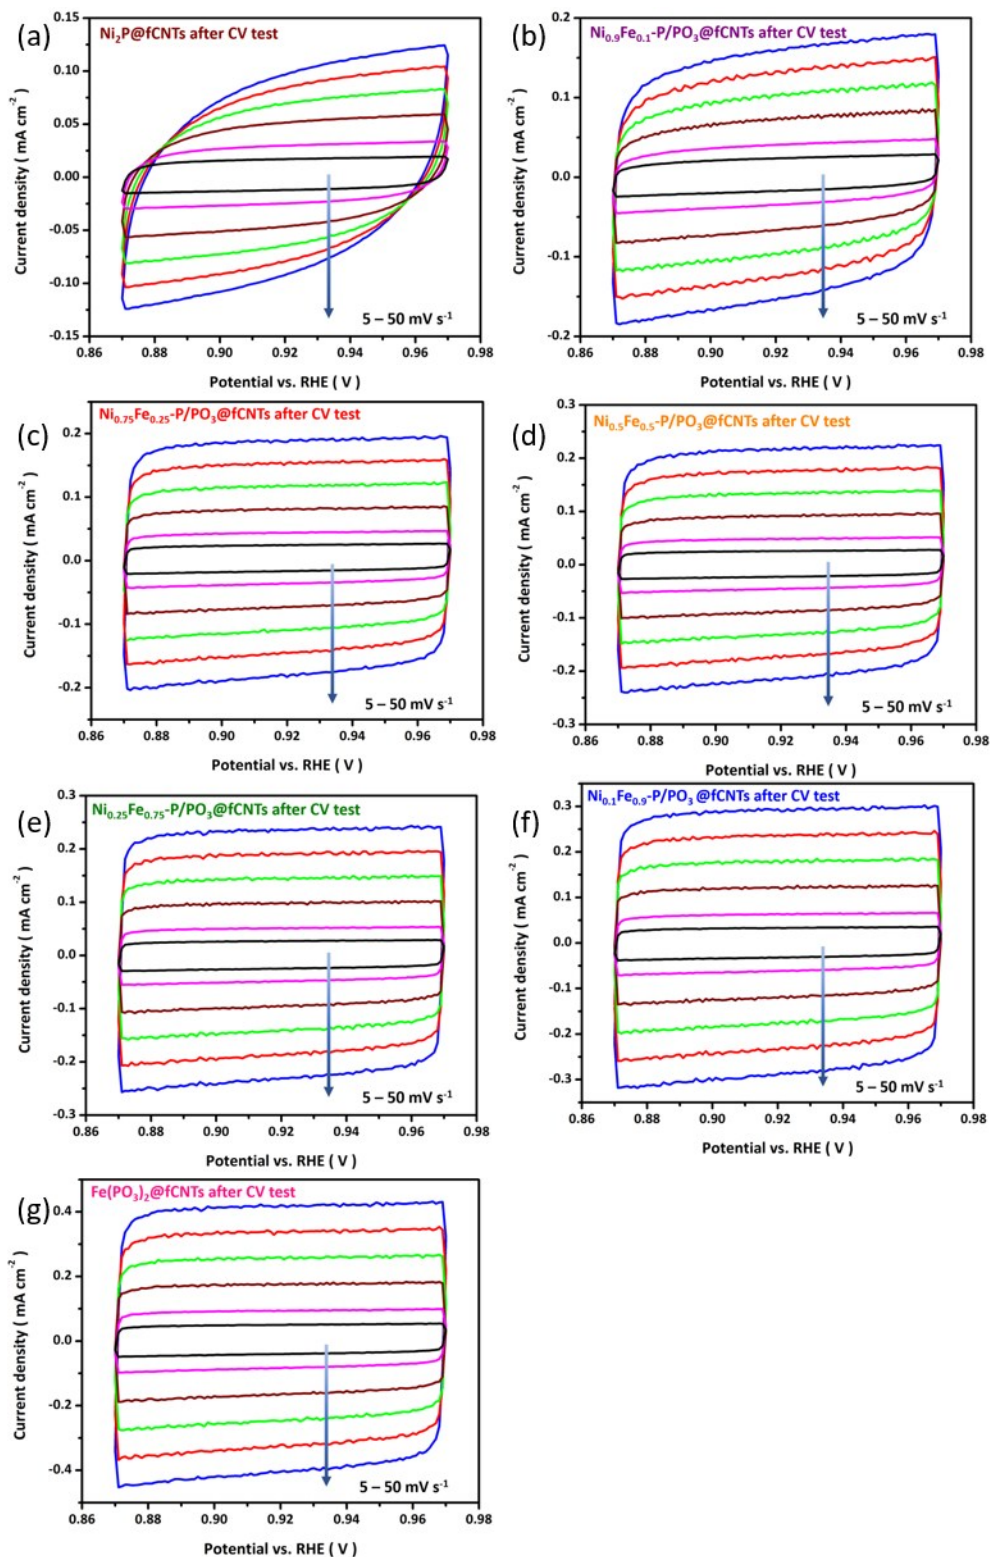 (a) Ni₂P@fCNTs after CV test
0.15
0.10
0.05
0.00
-0.05
-0.10
-0.15
Current density ( mA cm⁻²)
5 – 50 mV s⁻¹
0.86 0.88 0.90 0.92 0.94 0.96 0.98
Potential vs. RHE ( V )
(b) Ni₀.₉Fe₀.₁-P/PO₃@fCNTs after CV test
0.2
0.1
0.0
-0.1
-0.2
Current density ( mA cm⁻²)
5 – 50 mV s⁻¹
0.86 0.88 0.90 0.92 0.94 0.96 0.98
Potential vs. RHE ( V )
(c) Ni₀.₇₅Fe₀.₂₅-P/PO₃@fCNTs after CV test
0.2
0.1
0.0
-0.1
-0.2
Current density ( mA cm⁻²)
5 – 50 mV s⁻¹
0.86 0.88 0.90 0.92 0.94 0.96 0.98
Potential vs. RHE ( V )
(d) Ni₀.₅Fe₀.₅-P/PO₃@fCNTs after CV test
0.3
0.2
0.1
0.0
-0.1
-0.2
-0.3
Current density ( mA cm⁻²)
5 – 50 mV s⁻¹
0.86 0.88 0.90 0.92 0.94 0.96 0.98
Potential vs. RHE ( V )
(e) Ni₀.₂₅Fe₀.₇₅-P/PO₃@fCNTs after CV test
0.3
0.2
0.1
0.0
-0.1
-0.2
-0.3
Current density ( mA cm⁻²)
5 – 50 mV s⁻¹
0.86 0.88 0.90 0.92 0.94 0.96 0.98
Potential vs. RHE ( V )
(f) Ni₀.₁Fe₀.₉-P/PO₃ @fCNTs after CV test
0.3
0.2
0.1
0.0
-0.1
-0.2
-0.3
Current density ( mA cm⁻²)
5 – 50 mV s⁻¹
0.86 0.88 0.90 0.92 0.94 0.96 0.98
Potential vs. RHE ( V )
(g) Fe(PO₃)₂@fCNTs after CV test
0.4
0.2
0.0
-0.2
-0.4
Current density ( mA cm⁻²)
5 – 50 mV s⁻¹
0.86 0.88 0.90 0.92 0.94 0.96 0.98
Potential vs. RHE ( V )